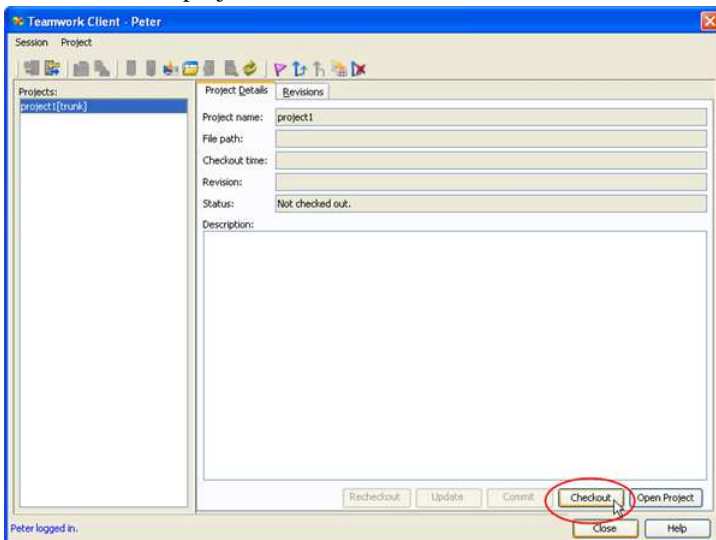 Teamwork Client - Peter
Session Project
Projects:
project1[trunk]
Project Details Revisions
Project name: project1
File path:
Checkout time:
Revision:
Status: Not checked out.
Description:
Recheckout Update Commit Checkout Open Project
Peter logged in. Close Help